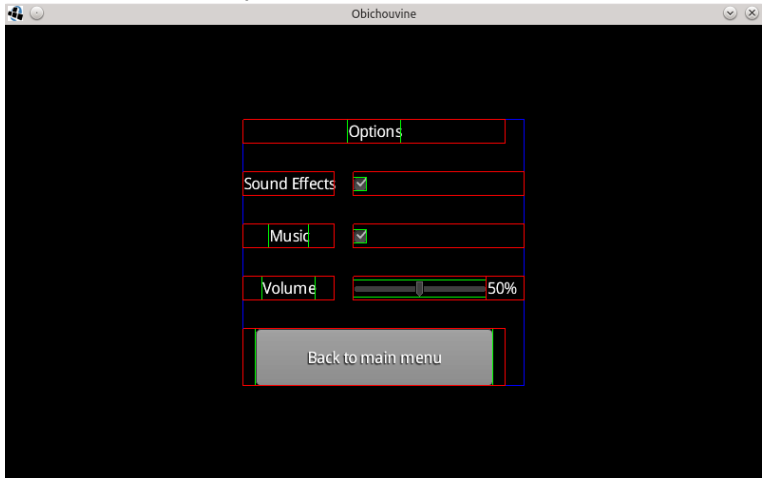 Obichouvine
Options
Sound Effects
Music
Volume 50%
Back to main menu